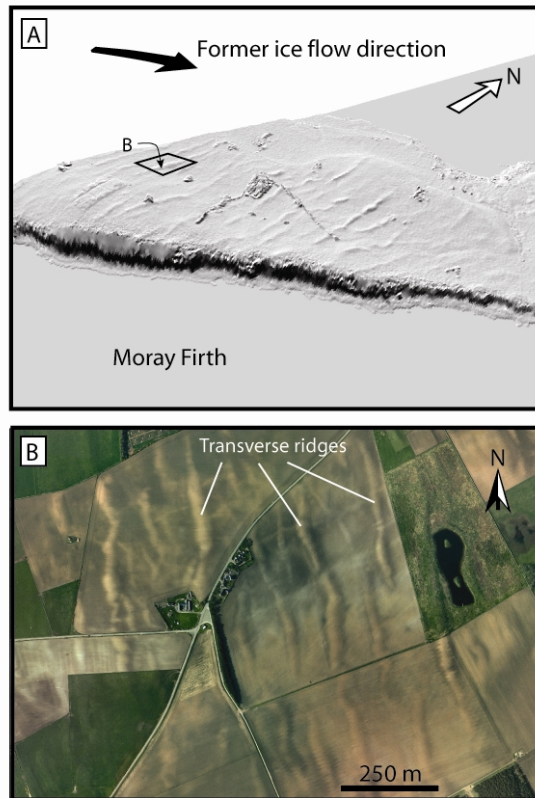 A
Former ice flow direction
N
B
Moray Firth
B
Transverse ridges
N
250 m